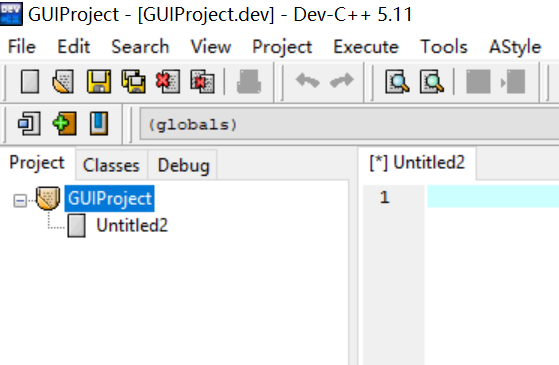 DEV
GUIProject - [GUIProject.dev] - Dev-C++ 5.11
File Edit Search View Project Execute Tools AStyle
(globals)
Project Classes Debug
[*] Untitled2
GUIProject
1
Untitled2